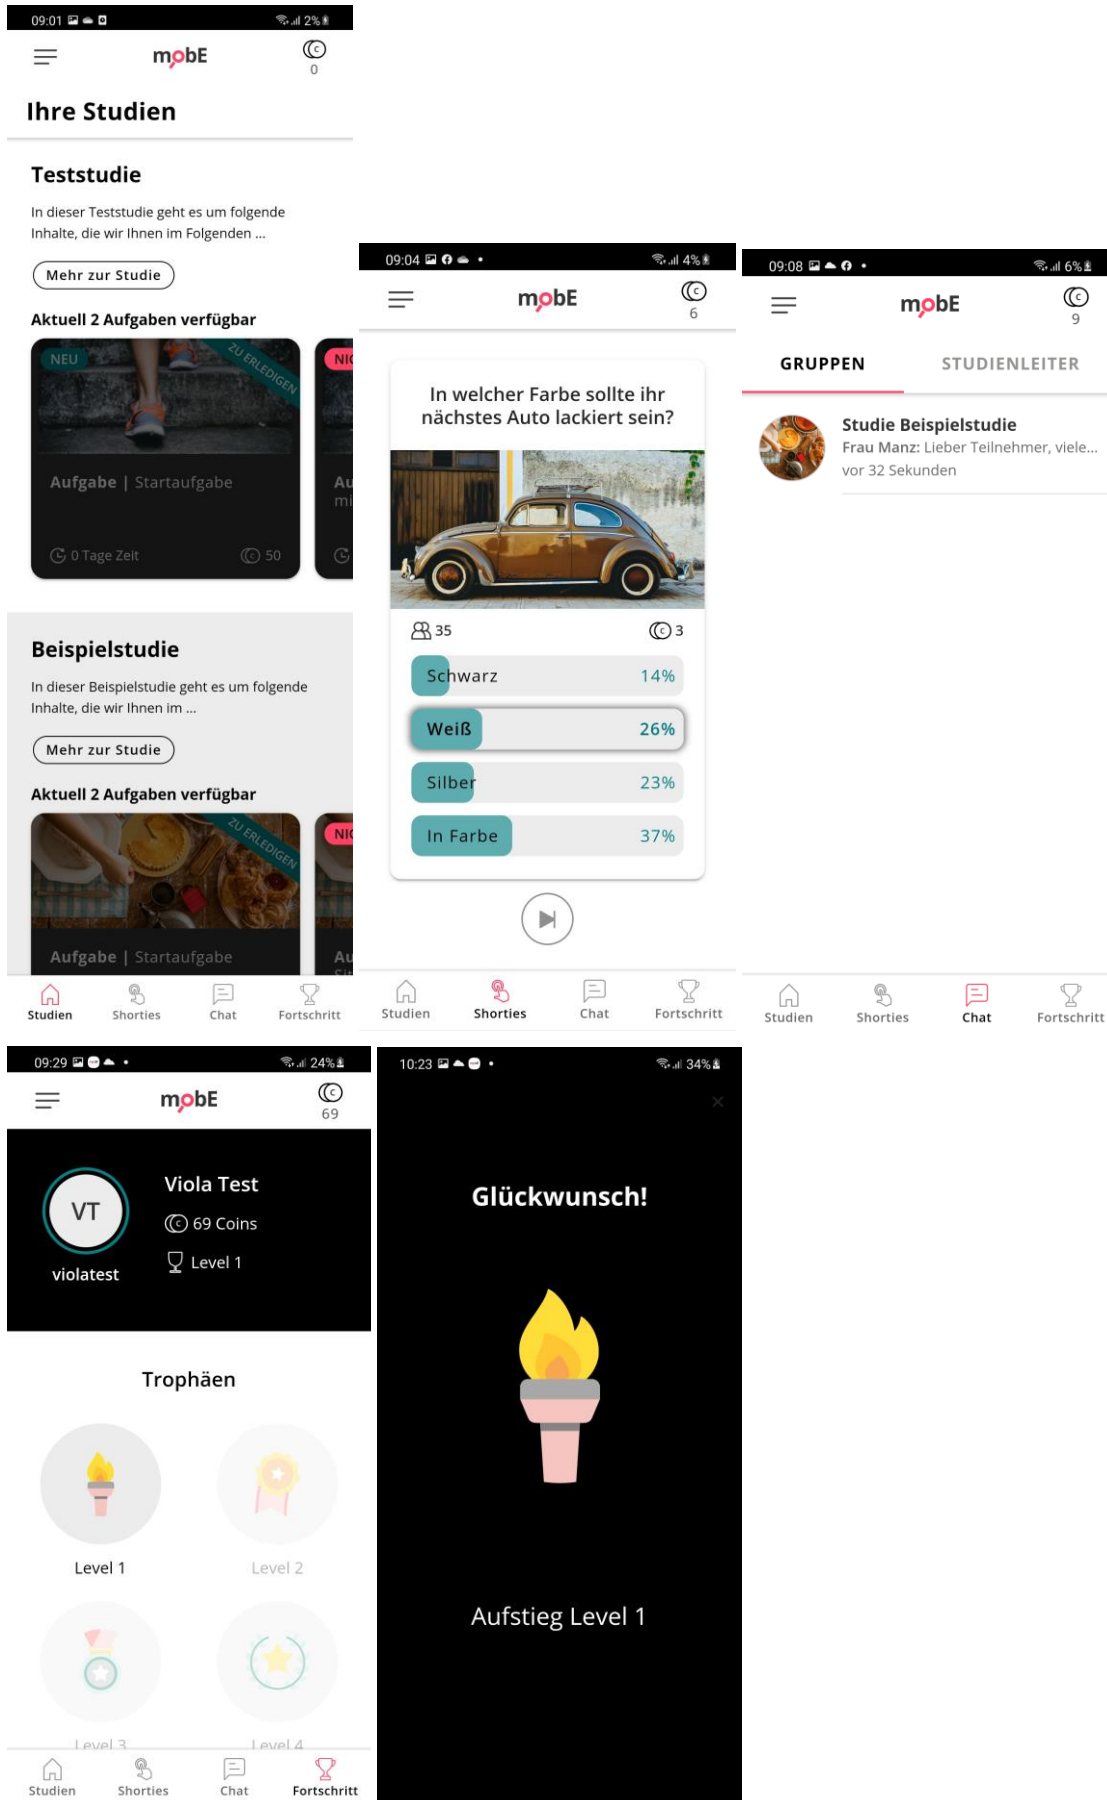 09:01
2%
mobE
0
Ihre Studien
Teststudie
In dieser Teststudie geht es um folgende
Inhalte, die wir Ihnen im Folgenden ...
Mehr zur Studie
Aktuell 2 Aufgaben verfügbar
NEU
ZU ERLEDIGEN
NIC
Aufgabe | Startaufgabe
Au
mi
0 Tage Zeit
50
Beispielstudie
In dieser Beispielstudie geht es um folgende
Inhalte, die wir Ihnen im ...
Mehr zur Studie
Aktuell 2 Aufgaben verfügbar
ZU ERLEDIGEN
NIC
Aufgabe | Startaufgabe
Au
Sit
Studien Shorties Chat Fortschritt
09:04
4%
mobE
6
In welcher Farbe sollte ihr
nächstes Auto lackiert sein?
35
3
Schwarz 14%
Weiß 26%
Silber 23%
In Farbe 37%
Studien Shorties Chat Fortschritt
09:08
6%
mobE
9
GRUPPEN STUDIENLEITER
Studie Beispielstudie
Frau Manz: Lieber Teilnehmer, viele...
vor 32 Sekunden
Studien Shorties Chat Fortschritt
09:29
24%
mobE
69
VT
violatest
Viola Test
69 Coins
Level 1
Trophäen
Level 1 Level 2
Level 3 Level 4
Studien Shorties Chat Fortschritt
10:23
34%
Glückwunsch!
Aufstieg Level 1